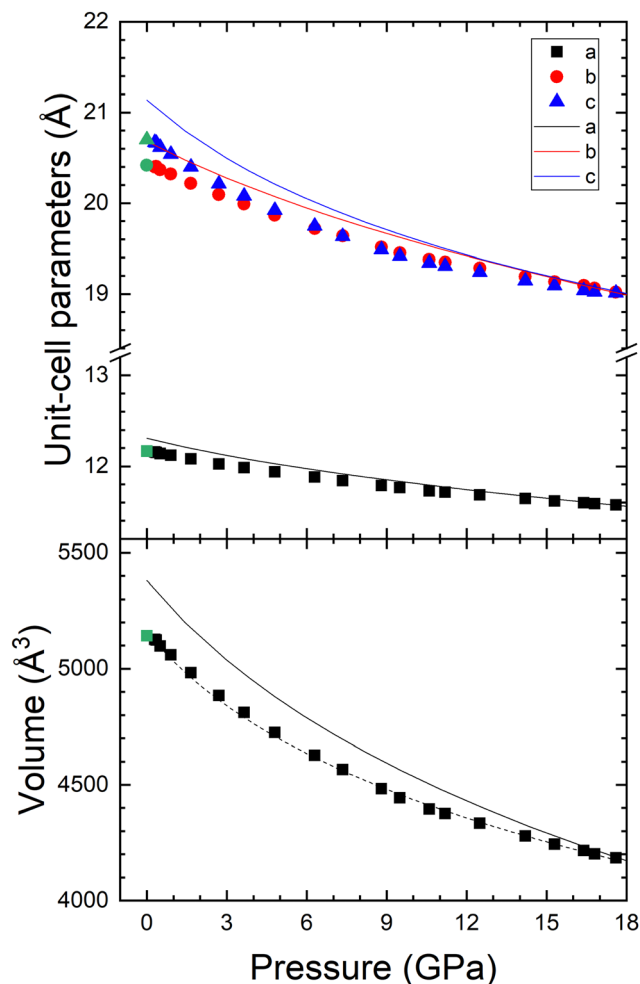 22
21
20
19
13
12
Unit-cell parameters (Å)
a
b
c
a
b
c
5500
5000
4500
4000
Volume (Å³)
0
3
6
9
12
15
18
Pressure (GPa)